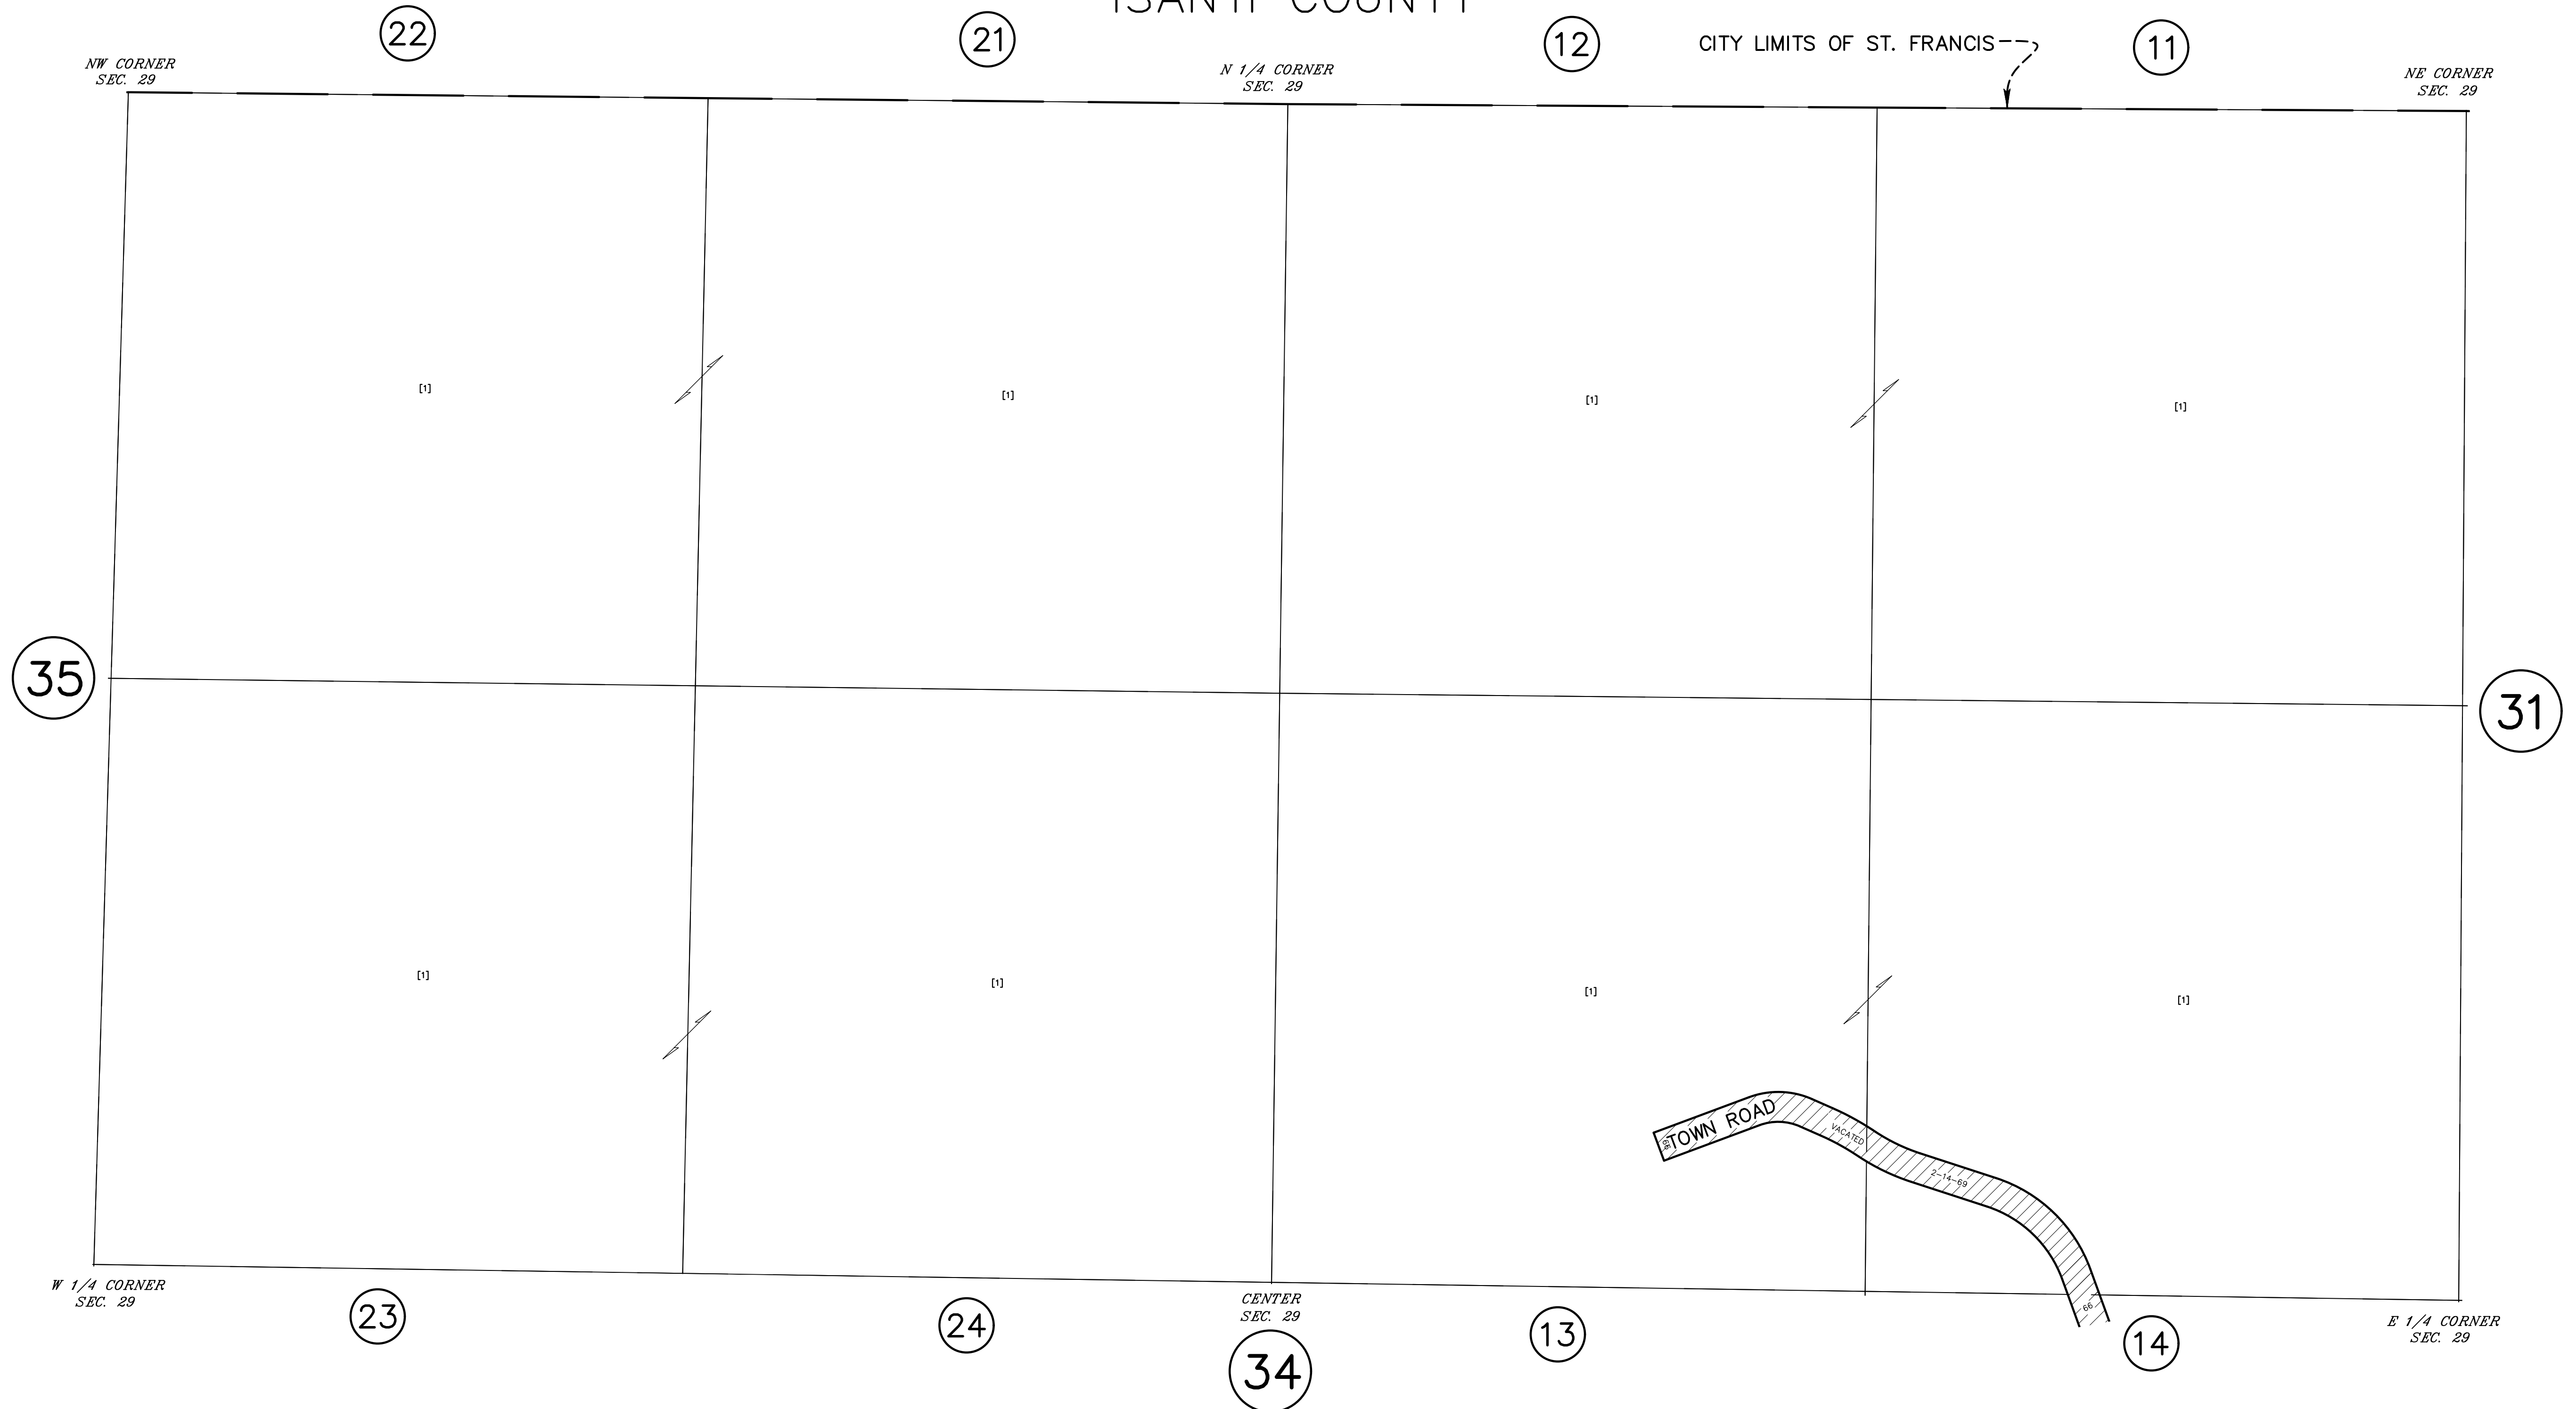 ISANTI COUNTY
22
21
12
CITY LIMITS OF ST. FRANCIS
11
NW CORNER
SEC. 29
N 1/4 CORNER
SEC. 29
NE CORNER
SEC. 29
[1]
[1]
[1]
[1]
35
31
[1]
[1]
[1]
[1]
66
TOWN ROAD
VACATED
2-14-69
66
W 1/4 CORNER
SEC. 29
CENTER
SEC. 29
E 1/4 CORNER
SEC. 29
23
24
13
14
34